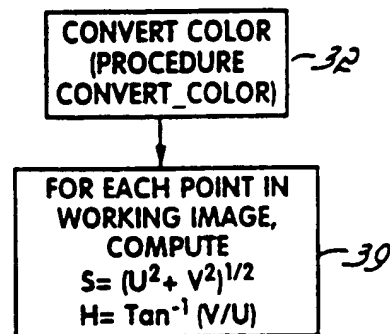 CONVERT COLOR
(PROCEDURE
CONVERT_COLOR)
32
FOR EACH POINT IN
WORKING IMAGE,
COMPUTE
S= (U² + V²)¹/²
H= Tan⁻¹ (V/U)
39